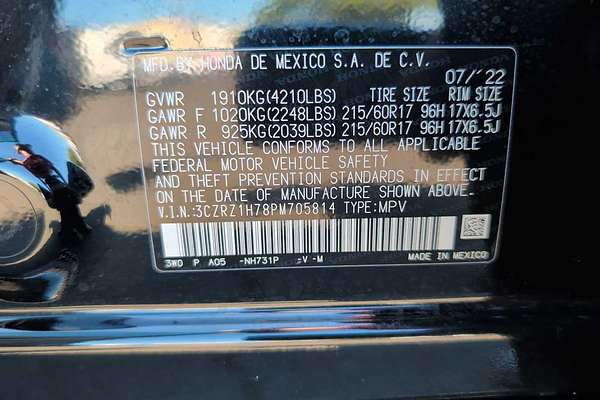 MFD. BY HONDA DE MEXICO S.A. DE C.V.
07/'22
GVWR 1910KG(4210LBS) TIRE SIZE RIM SIZE
GAWR F 1020KG(2248LBS) 215/60R17 96H 17X6.5J
GAWR R 925KG(2039LBS) 215/60R17 96H 17X6.5J
THIS VEHICLE CONFORMS TO ALL APPLICABLE
FEDERAL MOTOR VEHICLE SAFETY
AND THEFT PREVENTION STANDARDS IN EFFECT
ON THE DATE OF MANUFACTURE SHOWN ABOVE.
V.I.N.:3CZRZ1H78PM705814 TYPE:MPV
3W0 P A05 -NH731P -V -M MADE IN MEXICO